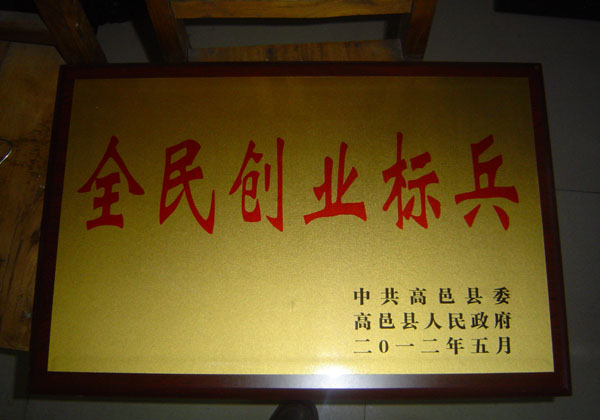 全民创业标兵
中共高邑县委
高邑县人民政府
二〇一二年五月